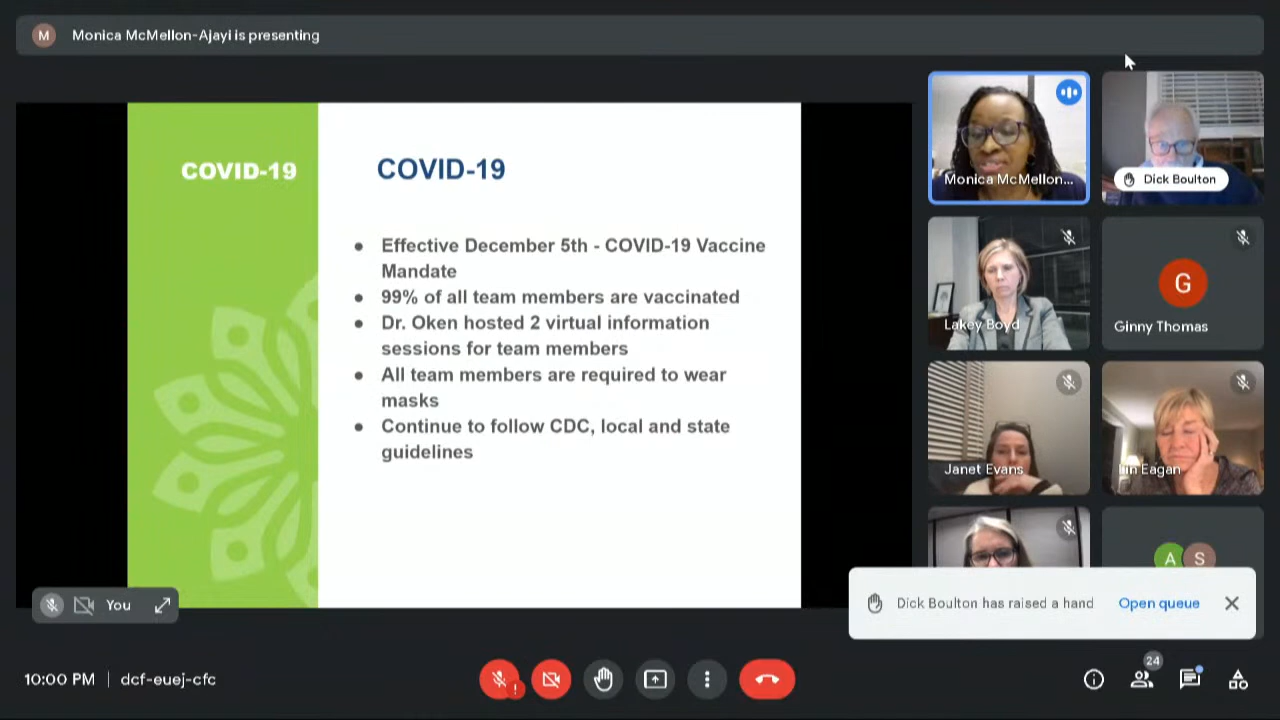 M
Monica McMellon-Ajayi is presenting
COVID-19
COVID-19
• Effective December 5th - COVID-19 Vaccine
Mandate
• 99% of all team members are vaccinated
• Dr. Oken hosted 2 virtual information
sessions for team members
• All team members are required to wear
masks
• Continue to follow CDC, local and state
guidelines
Monica McMellon...
Dick Boulton
Lakey Boyd
G
Ginny Thomas
Janet Evans
Eagan
A S
You
Dick Boulton has raised a hand
Open queue
10:00 PM | dcf-euej-cfc
!
24